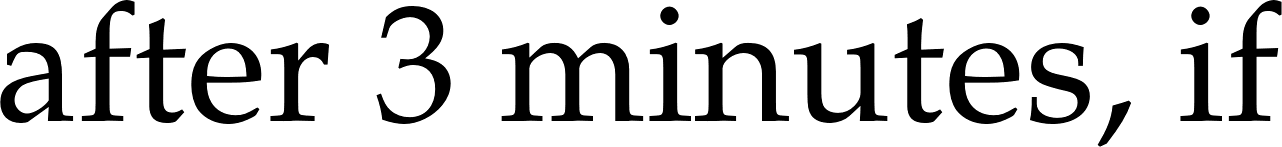 after 3 minutes, if